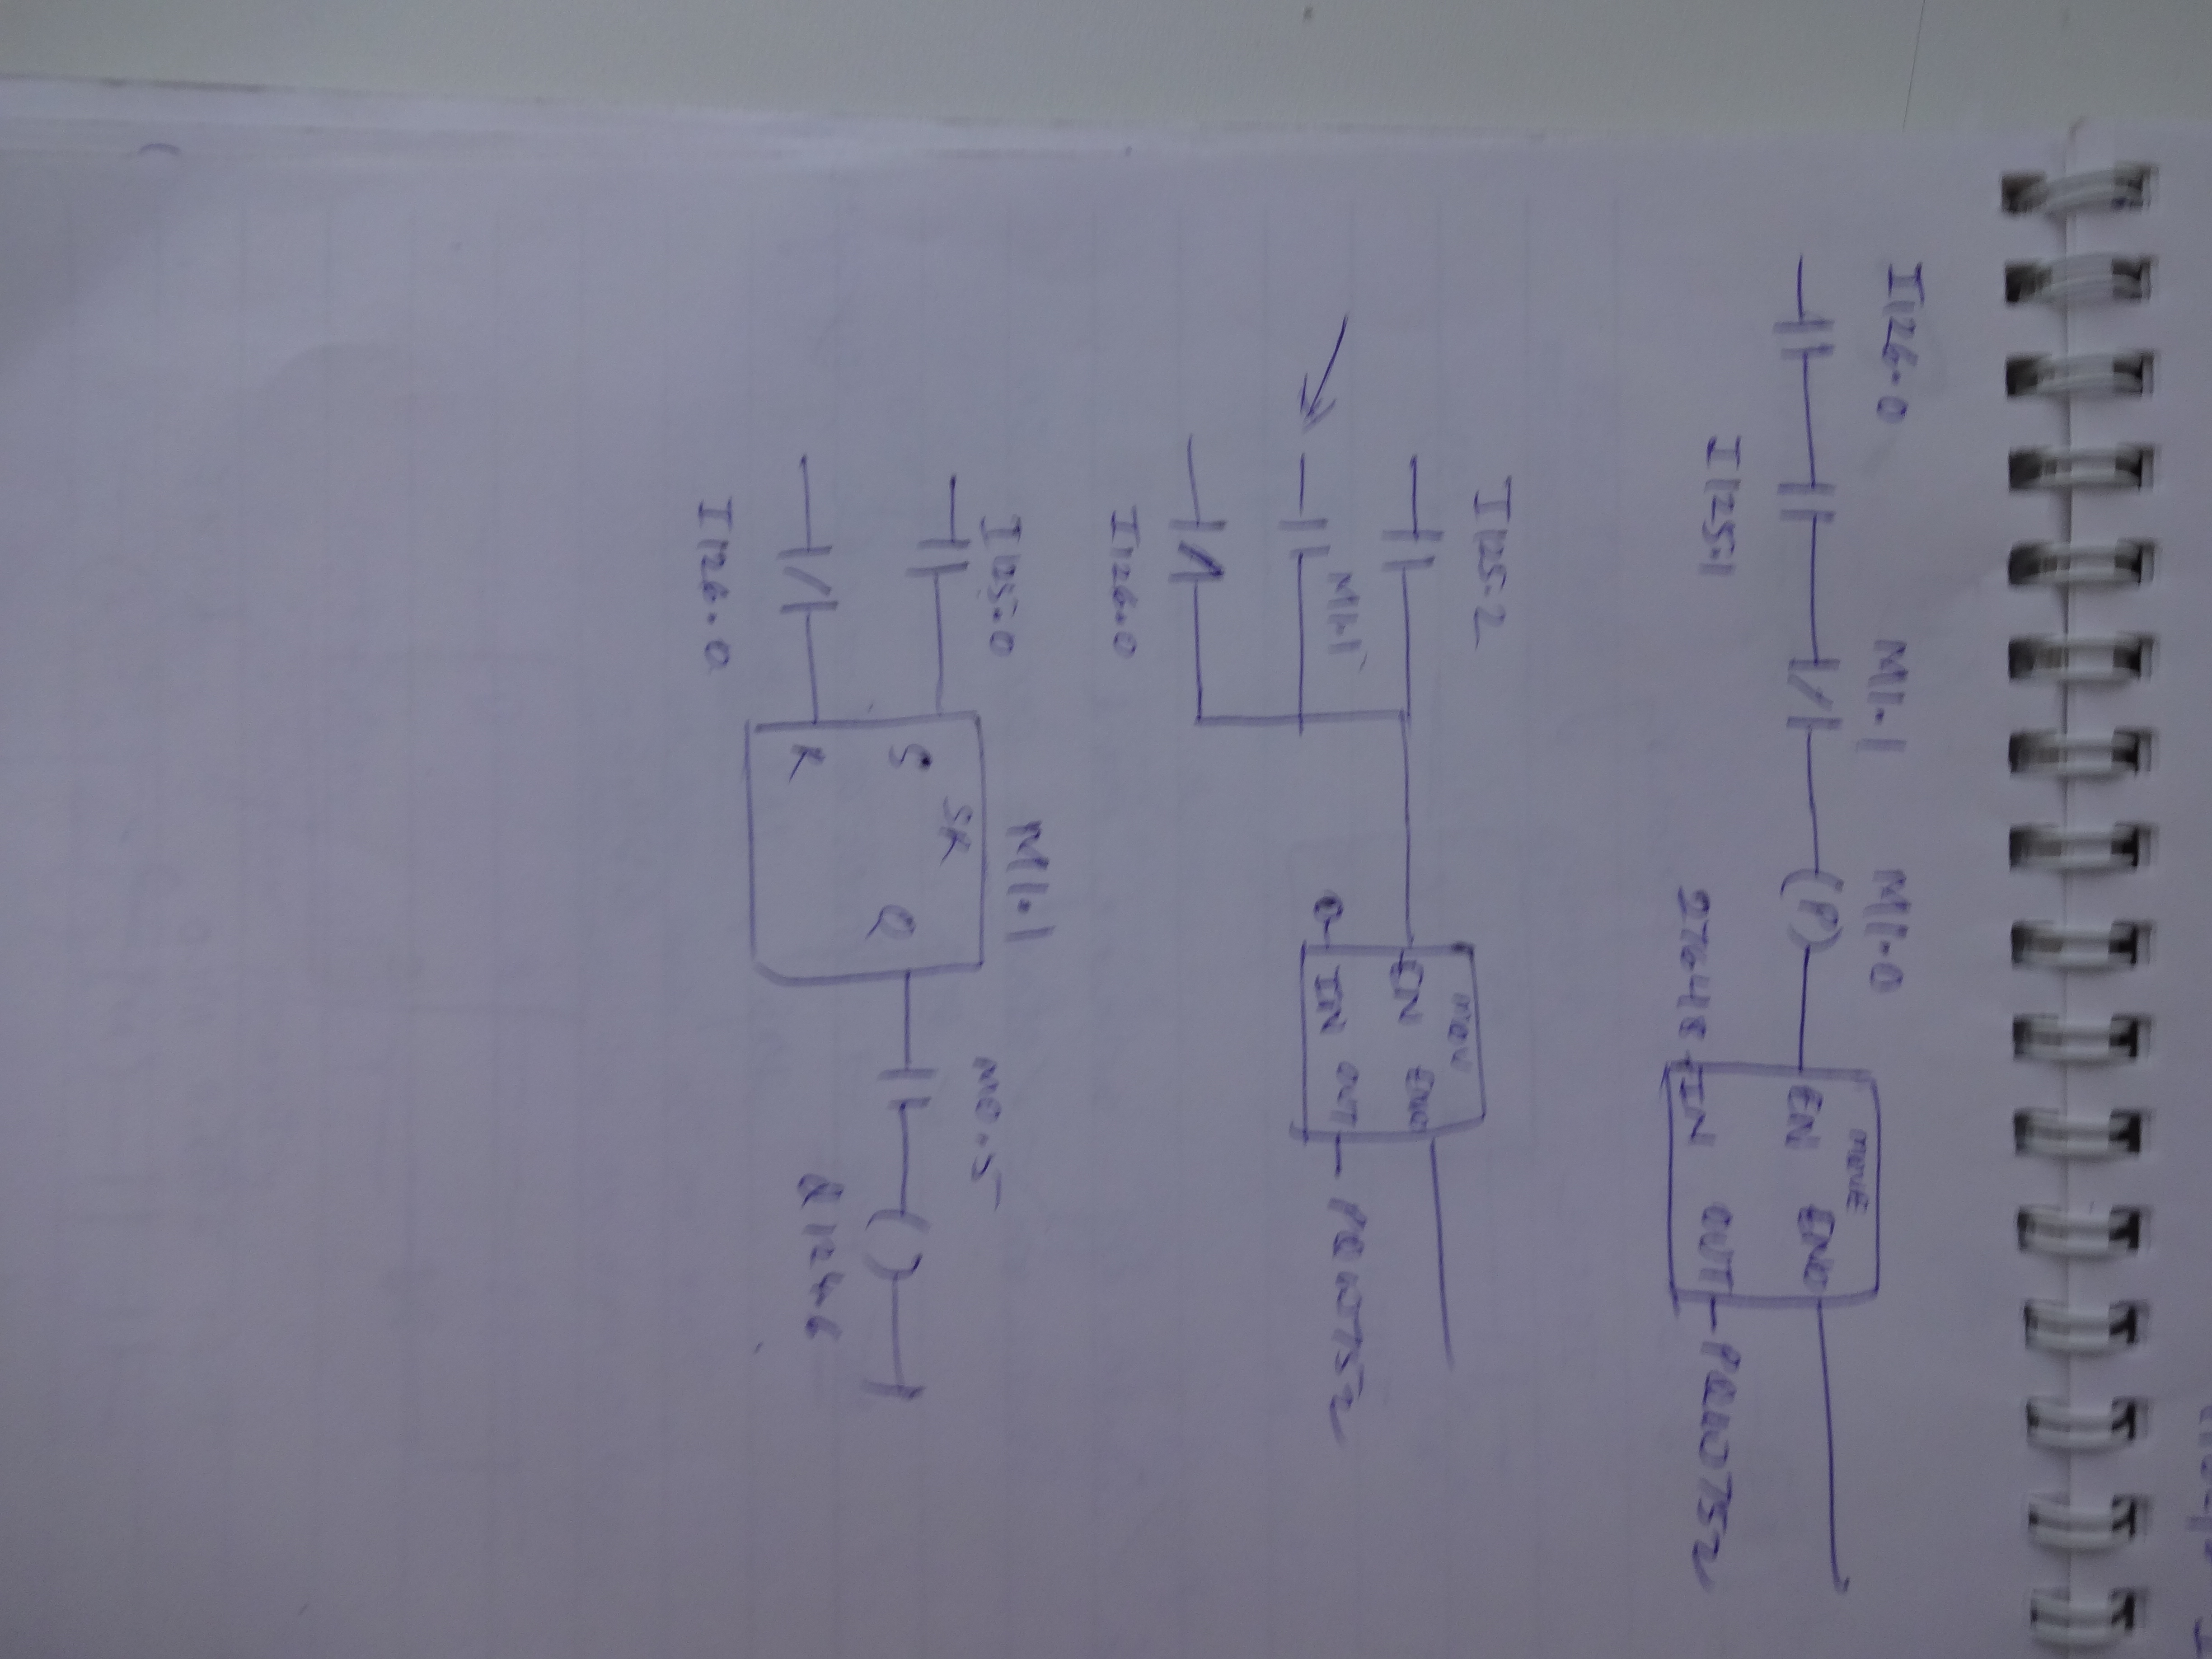 I126.0 M11.1 M11.0
I125.1
MOVE
EN ENO
27648 IN OUT PQW752
I125.2
M11.1
MOV
EN ENO
0 IN OUT PQW752
I126.0
M11.1
I125.0 M0.5
SR
S Q
R
I126.0 Q124.6